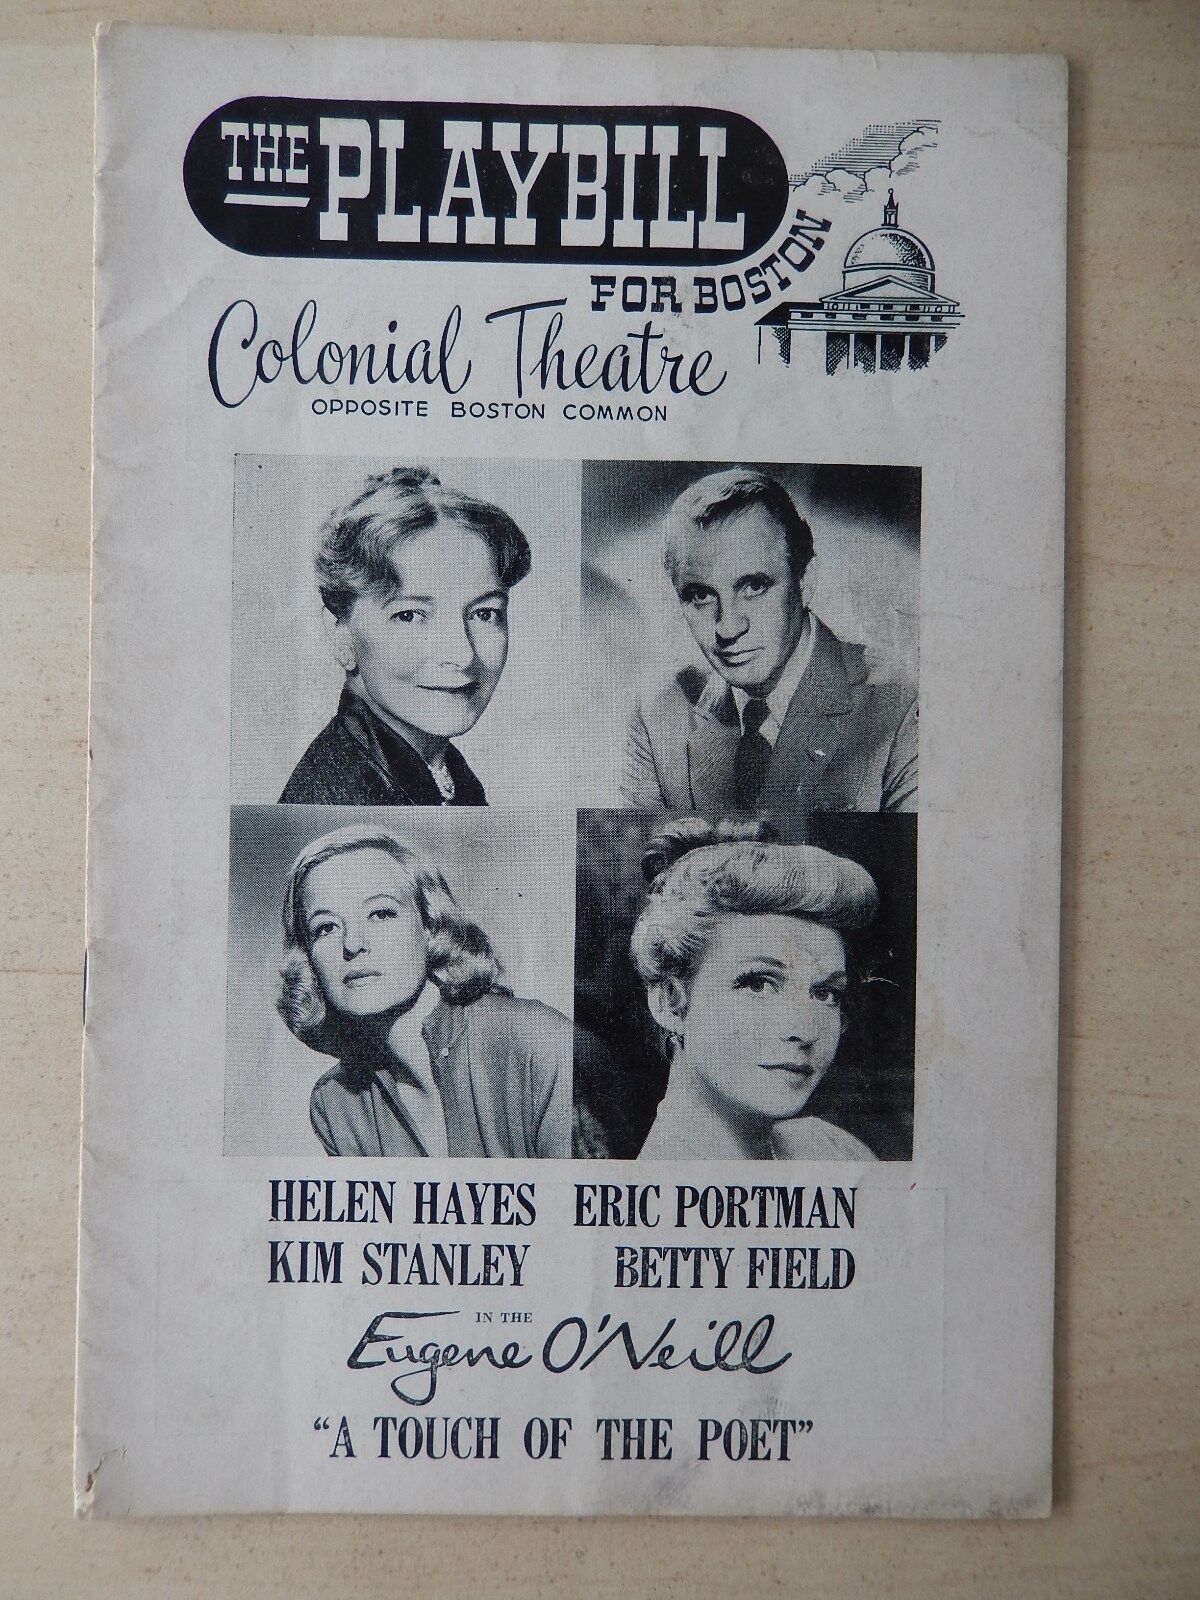 THE PLAYBILL
FOR BOSTON
Colonial Theatre
OPPOSITE BOSTON COMMON
HELEN HAYES ERIC PORTMAN
KIM STANLEY BETTY FIELD
IN THE
Eugene O'Neill
"A TOUCH OF THE POET"